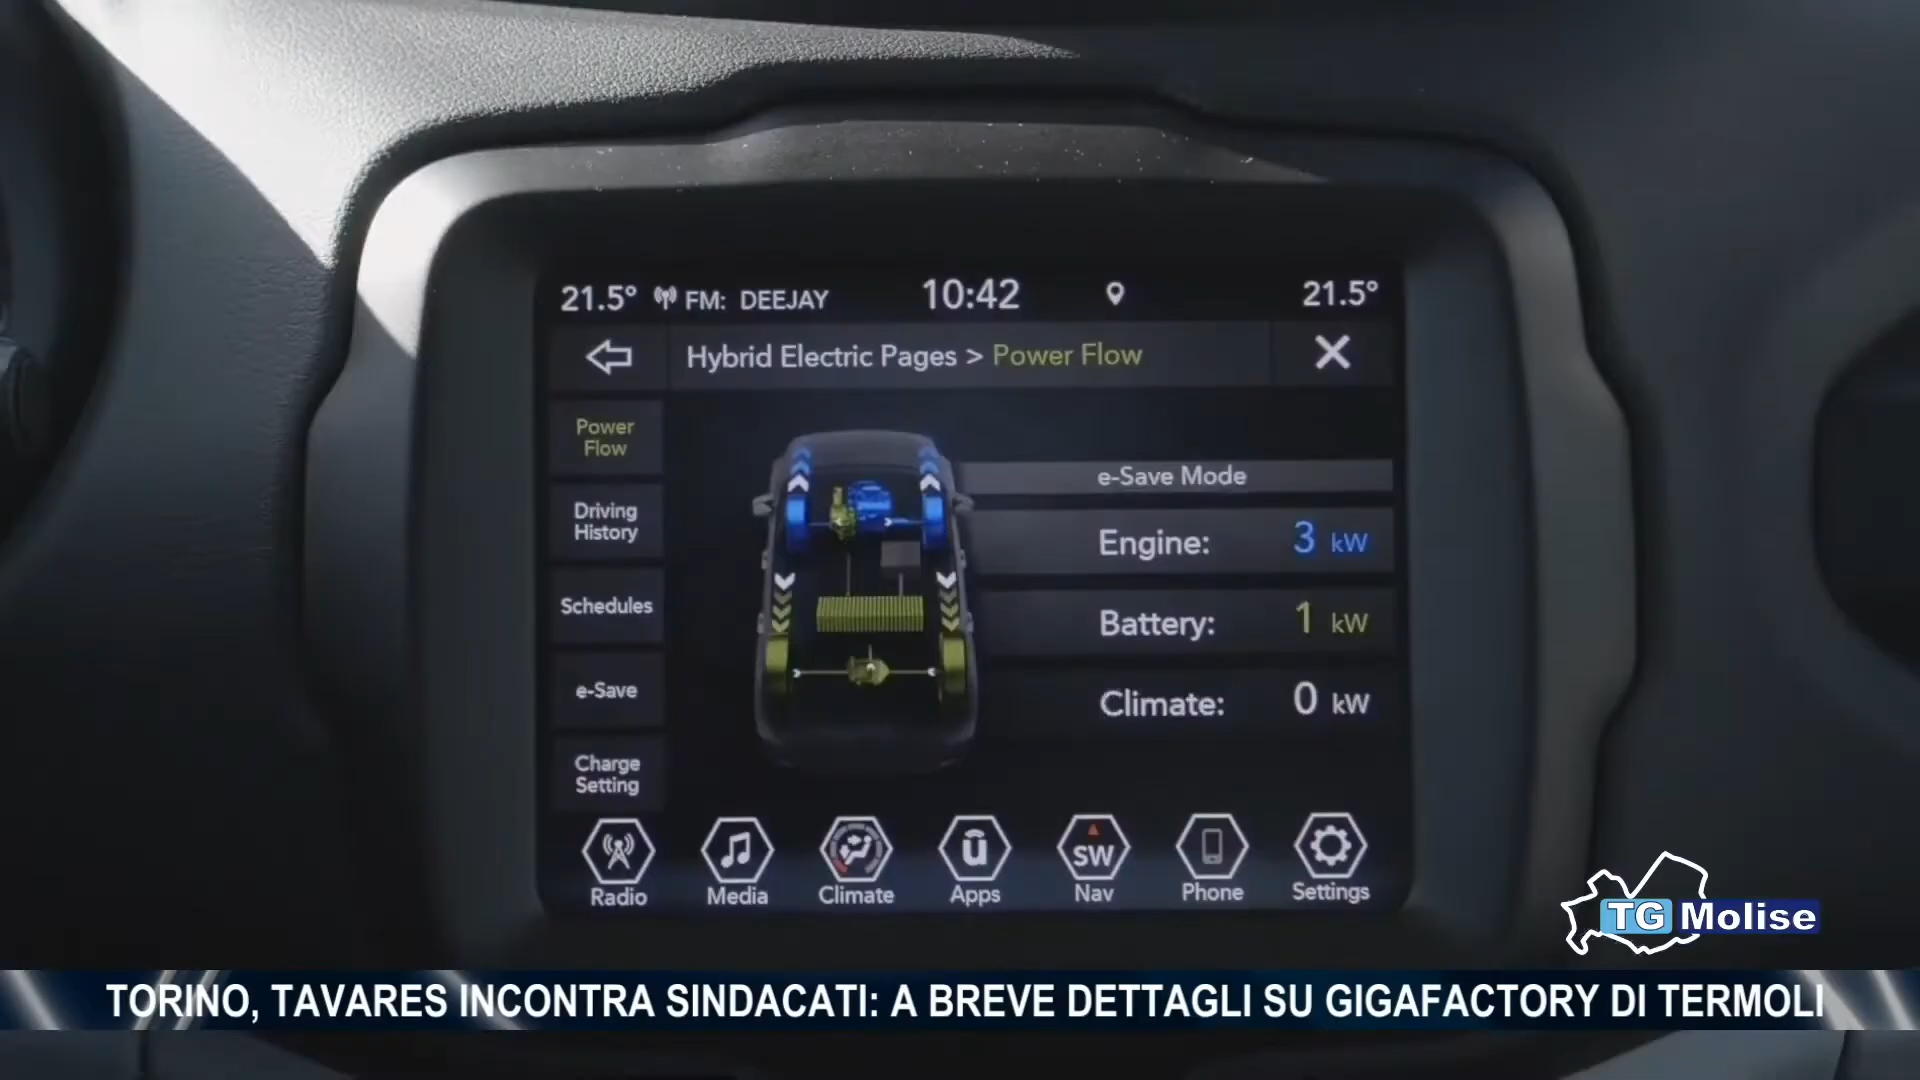 21.5° FM: DEEJAY 10:42 21.5°
Hybrid Electric Pages > Power Flow
Power
Flow
Driving
History
Schedules
e-Save
Charge
Setting
e-Save Mode
Engine: 3 kW
Battery: 1 kW
Climate: 0 kW
u
SW
Radio Media Climate Apps Nav Phone Settings
TG Molise
TORINO, TAVARES INCONTRA SINDACATI: A BREVE DETTAGLI SU GIGAFACTORY DI TERMOLI